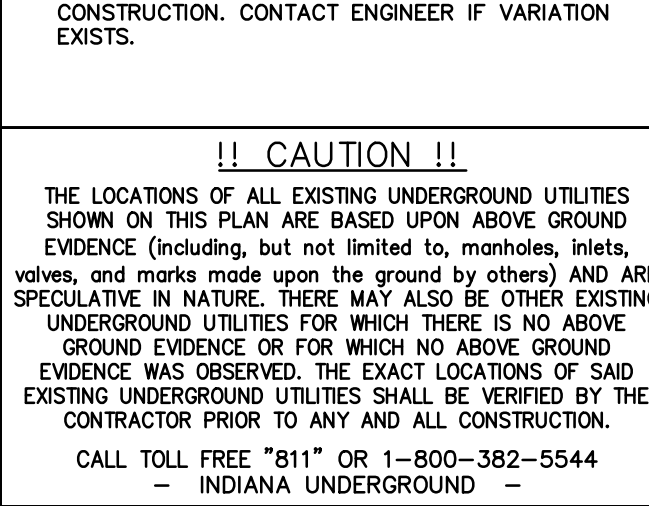 CONSTRUCTION. CONTACT ENGINEER IF VARIATION
EXISTS.
!! CAUTION !!
THE LOCATIONS OF ALL EXISTING UNDERGROUND UTILITIES
SHOWN ON THIS PLAN ARE BASED UPON ABOVE GROUND
EVIDENCE (including, but not limited to, manholes, inlets,
valves, and marks made upon the ground by others) AND ARE
SPECULATIVE IN NATURE. THERE MAY ALSO BE OTHER EXISTING
UNDERGROUND UTILITIES FOR WHICH THERE IS NO ABOVE
GROUND EVIDENCE OR FOR WHICH NO ABOVE GROUND
EVIDENCE WAS OBSERVED. THE EXACT LOCATIONS OF SAID
EXISTING UNDERGROUND UTILITIES SHALL BE VERIFIED BY THE
CONTRACTOR PRIOR TO ANY AND ALL CONSTRUCTION.
CALL TOLL FREE "811" OR 1-800-382-5544
- INDIANA UNDERGROUND -